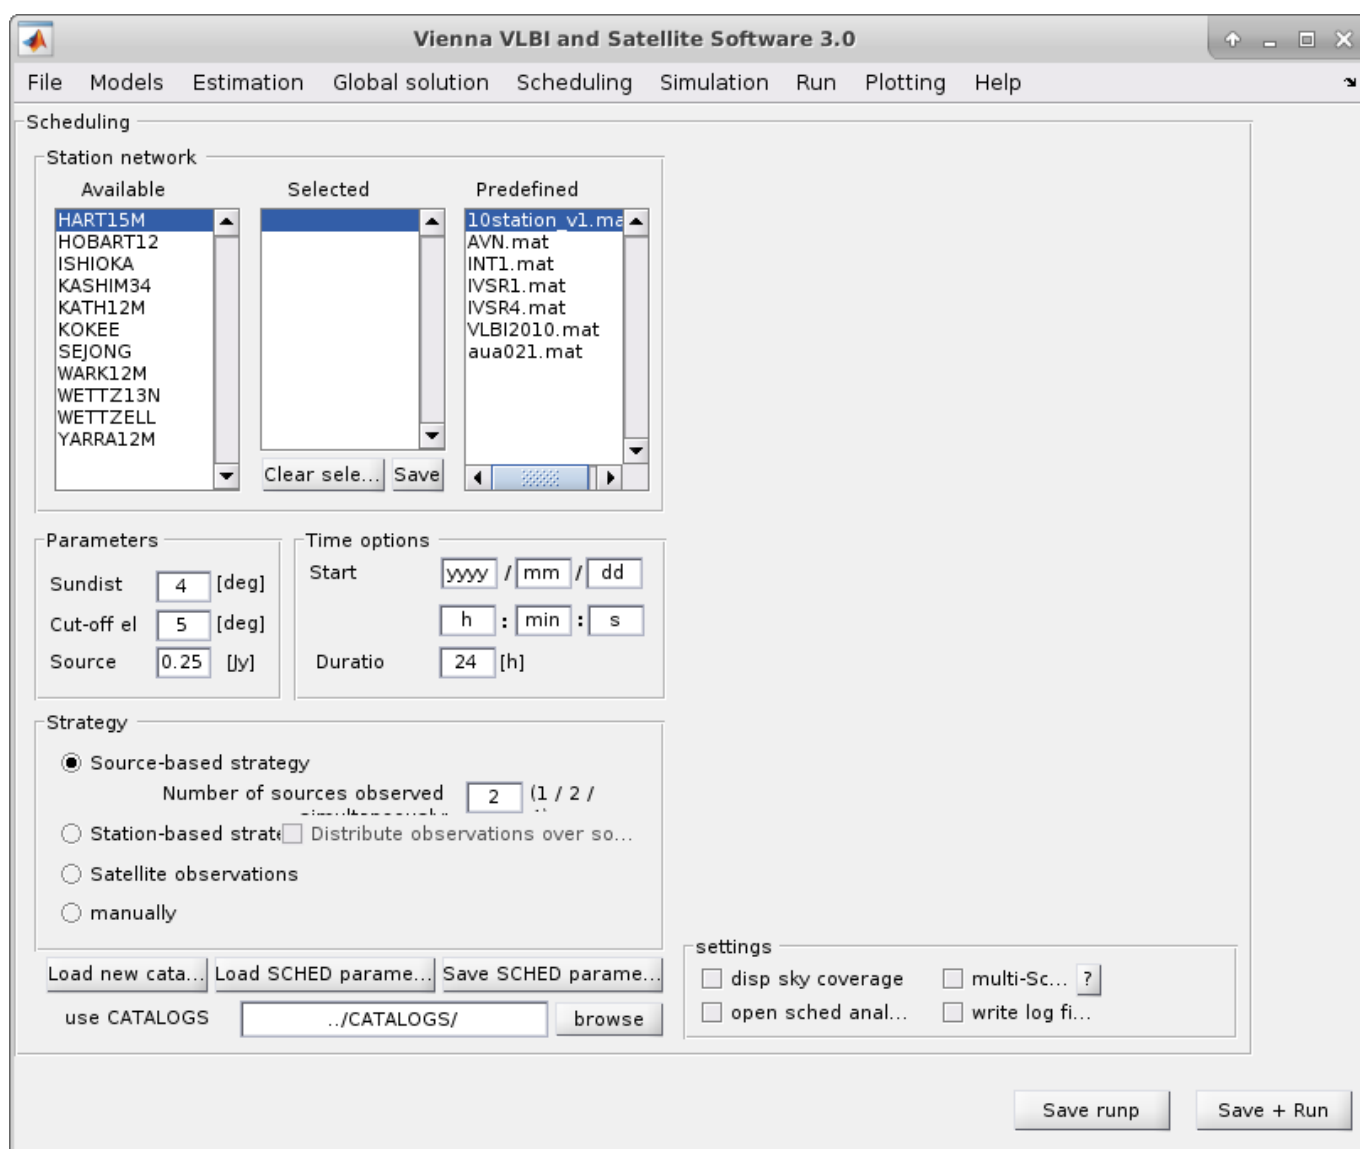 Vienna VLBI and Satellite Software 3.0
File Models Estimation Global solution Scheduling Simulation Run Plotting Help
Scheduling
Station network
Available Selected Predefined
HART15M
HOBART12
ISHIOKA
KASHIM34
KATH12M
KOKEE
SEJONG
WARK12M
WETTZ13N
WETTZELL
YARRA12M
10station_v1.ma
AVN.mat
INT1.mat
IVSR1.mat
IVSR4.mat
VLBI2010.mat
aua021.mat
Clear sele... Save
Parameters
Sundist 4 [deg]
Cut-off el 5 [deg]
Source 0.25 [Jy]
Time options
Start yyyy / mm / dd
h : min : s
Duratio 24 [h]
Strategy
Source-based strategy
Number of sources observed 2 (1 / 2 /
Station-based strate Distribute observations over so...
Satellite observations
manually
Load new cata... Load SCHED parame... Save SCHED parame...
use CATALOGS ../CATALOGS/ browse
settings
disp sky coverage multi-Sc... ?
open sched anal... write log fi...
Save runp Save + Run